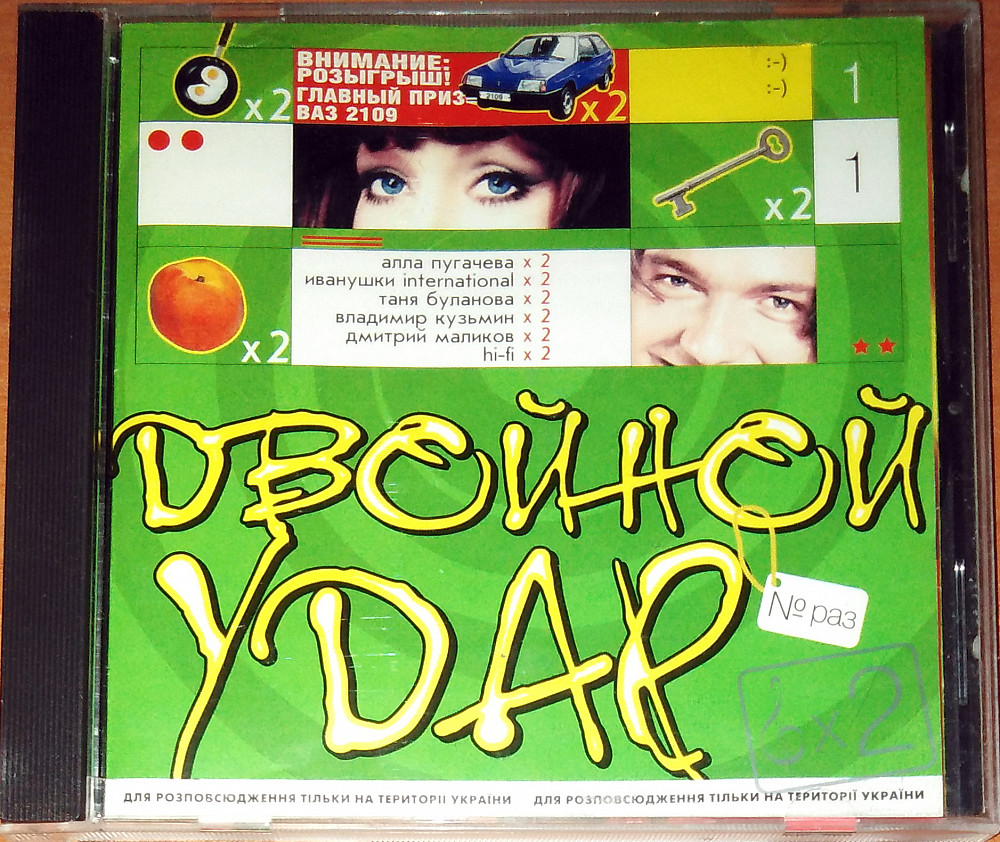 x 2
ВНИМАНИЕ:
РОЗЫГРЫШ!
ГЛАВНЫЙ ПРИЗ-
ВАЗ 2109
2109
x 2
:-)
:-)
1
x 2
1
x 2
алла пугачева x 2
иванушки international x 2
таня буланова x 2
владимир кузьмин x 2
дмитрий маликов x 2
hi-fi x 2
ДВОЙНОЙ
УДАР
№ раз
x 2
ДЛЯ РОЗПОВСЮДЖЕННЯ ТІЛЬКИ НА ТЕРИТОРІЇ УКРАЇНИ ДЛЯ РОЗПОВСЮДЖЕННЯ ТІЛЬКИ НА ТЕРИТОРІЇ УКРАЇНИ